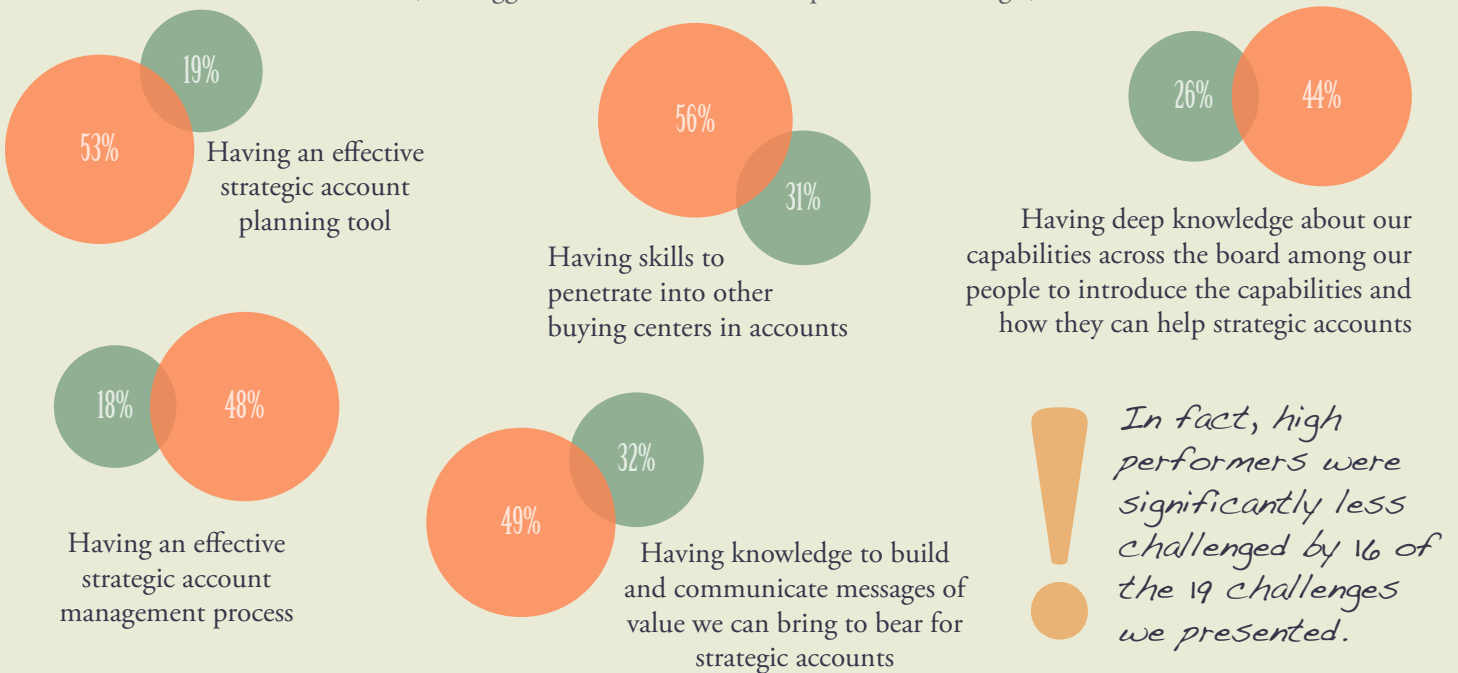 19%
53%
Having an effective
strategic account
planning tool
56%
31%
Having skills to
penetrate into other
buying centers in accounts
26%
44%
Having deep knowledge about our
capabilities across the board among our
people to introduce the capabilities and
how they can help strategic accounts
18%
48%
Having an effective
strategic account
management process
32%
49%
Having knowledge to build
and communicate messages of
value we can bring to bear for
strategic accounts
In fact, high
performers were
significantly less
challenged by 16 of
the 19 challenges
we presented.